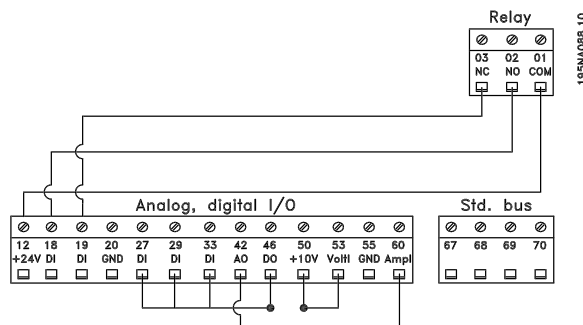 Relay
03 02 01
NC NO COM
195NA088.10
Analog, digital I/O
12 18 19 20 27 29 33 42 46 50 53 55 60
+24V DI DI GND DI DI DI AO DO +10V VoltI GND AmpI
Std. bus
67 68 69 70